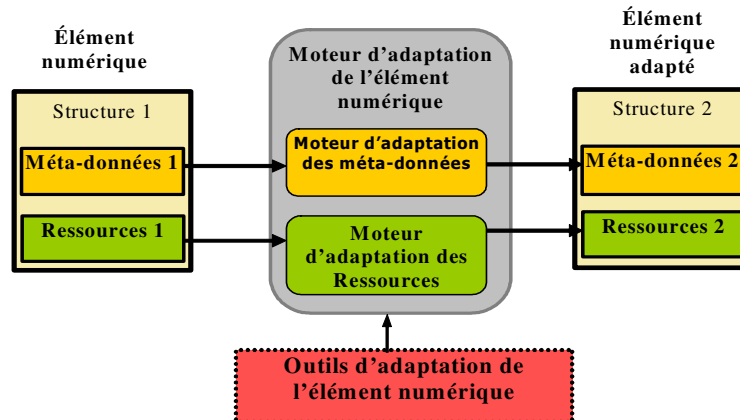 Élément
numérique
Structure 1
Méta-données 1
Ressources 1
Moteur d'adaptation
de l'élément
numérique
Moteur d'adaptation
des méta-données
Moteur
d'adaptation des
Ressources
Élément
numérique
adapté
Structure 2
Méta-données 2
Ressources 2
Outils d'adaptation de
l'élément numérique